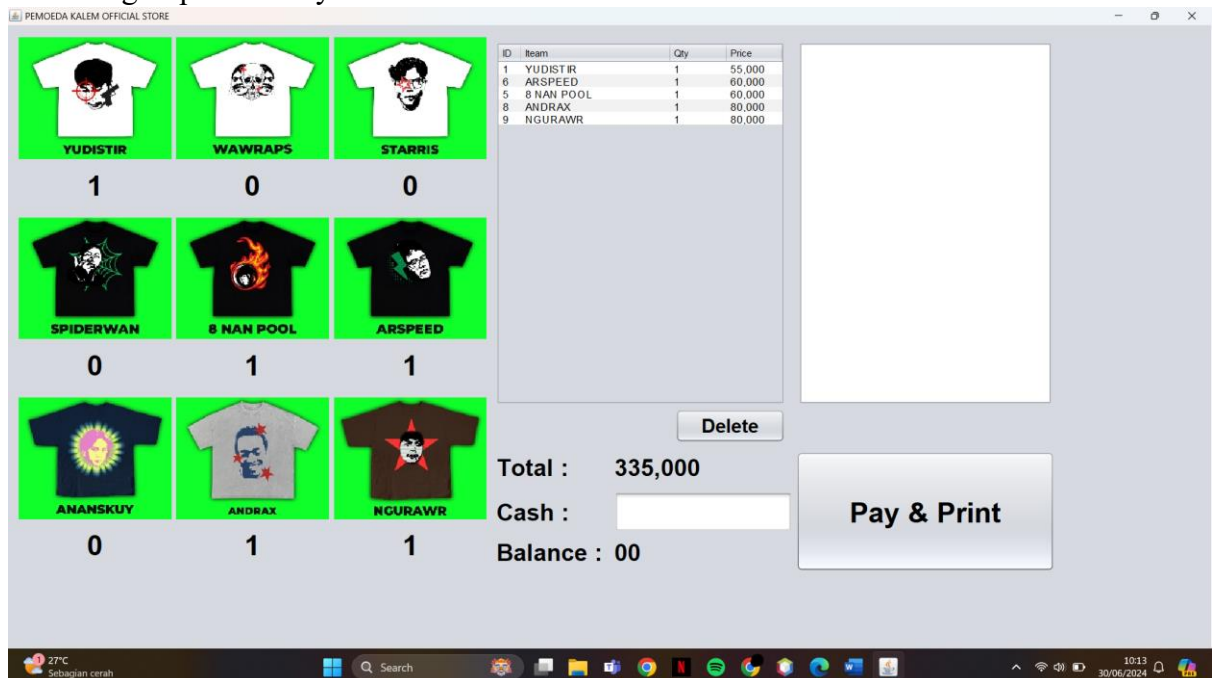 PEMOEDA KALEM OFFICIAL STORE
YUDISTIR WAWRAPS STARRIS
1 0 0
SPIDERWAN 8 NAN POOL ARSPEED
0 1 1
ANANSKUY ANDRAX NGURAWR
0 1 1
ID Iteam Qty Price
1 YUDISTIR 1 55,000
6 ARSPEED 1 60,000
5 8 NAN POOL 1 60,000
8 ANDRAX 1 80,000
9 NGURAWR 1 80,000
Delete
Total : 335,000
Cash :
Balance : 00
Pay & Print
1
27°C
Sebagian cerah
Search
10:13
30/06/2024